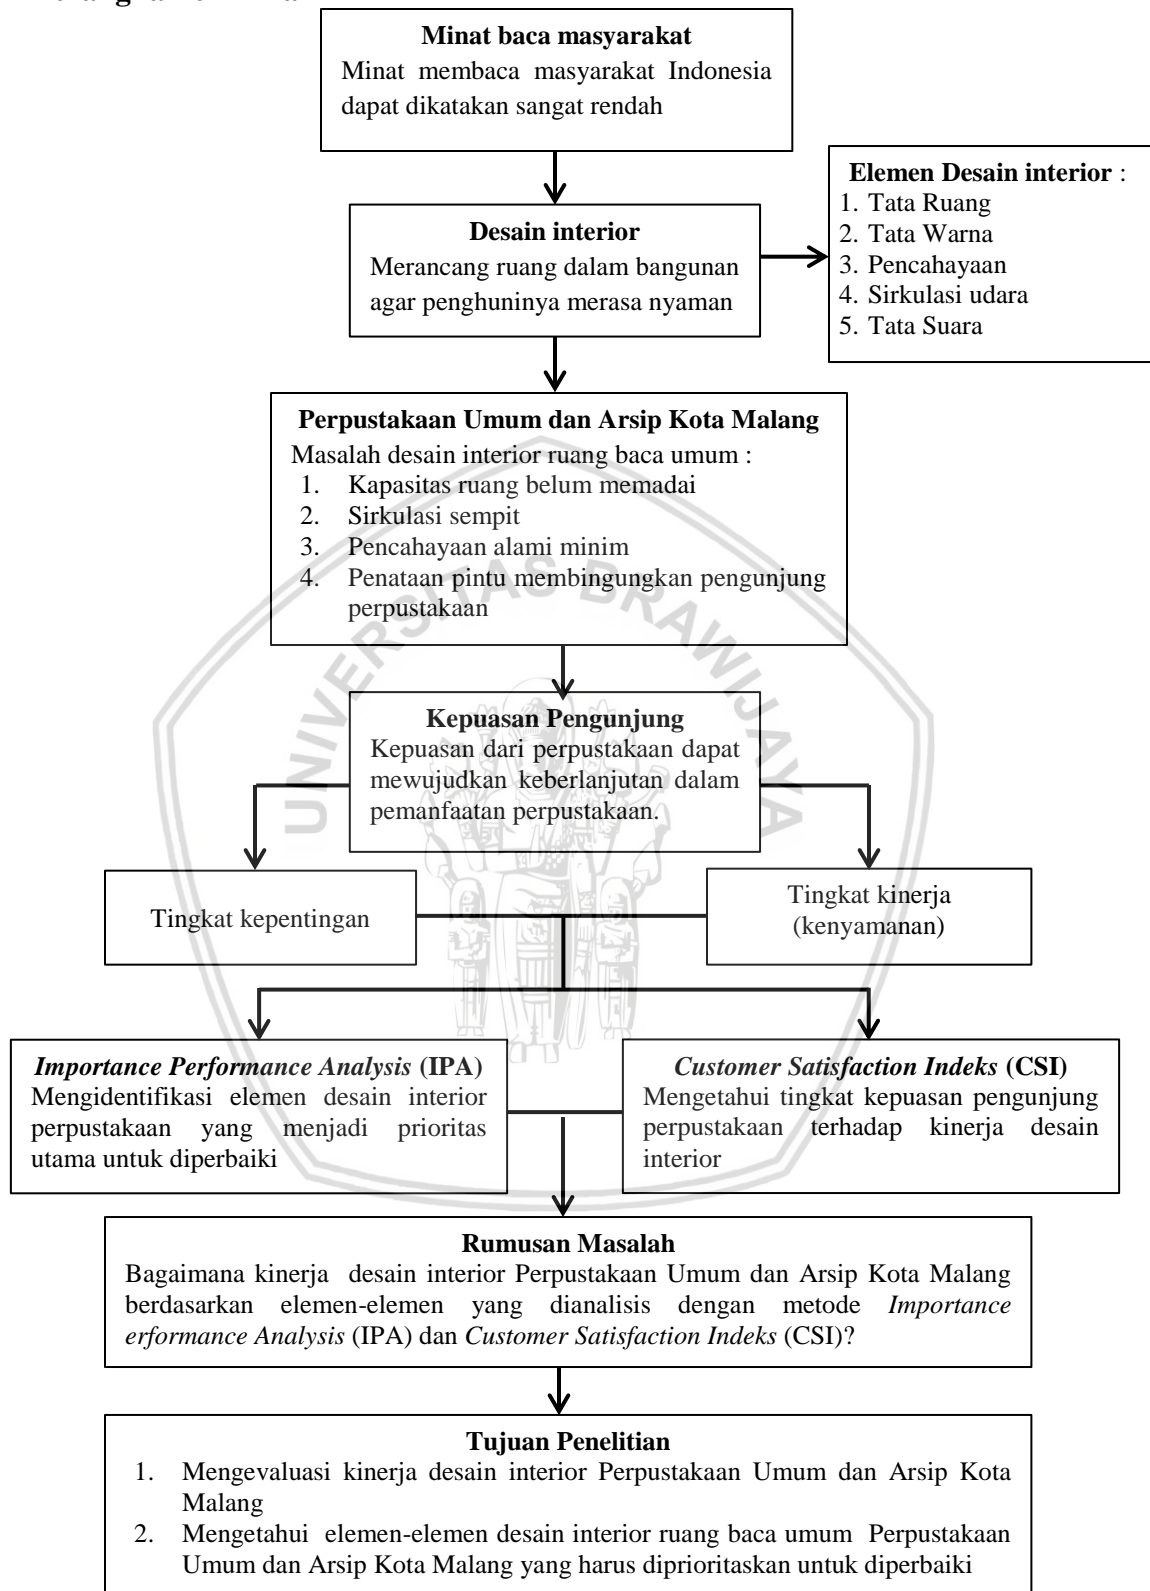 Minat baca masyarakat
Minat membaca masyarakat Indonesia
dapat dikatakan sangat rendah
Elemen Desain interior :
1. Tata Ruang
2. Tata Warna
3. Pencahayaan
4. Sirkulasi udara
5. Tata Suara
Desain interior
Merancang ruang dalam bangunan
agar penghuninya merasa nyaman
Perpustakaan Umum dan Arsip Kota Malang
Masalah desain interior ruang baca umum :
1. Kapasitas ruang belum memadai
2. Sirkulasi sempit
3. Pencahayaan alami minim
4. Penataan pintu membingungkan pengunjung
perpustakaan
UNIVERSITAS BRAWIJAYA
Kepuasan Pengunjung
Kepuasan dari perpustakaan dapat
mewujudkan keberlanjutan dalam
pemanfaatan perpustakaan.
Tingkat kepentingan
Tingkat kinerja
(kenyamanan)
Importance Performance Analysis (IPA)
Mengidentifikasi elemen desain interior
perpustakaan yang menjadi prioritas
utama untuk diperbaiki
Customer Satisfaction Indeks (CSI)
Mengetahui tingkat kepuasan pengunjung
perpustakaan terhadap kinerja desain
interior
Rumusan Masalah
Bagaimana kinerja desain interior Perpustakaan Umum dan Arsip Kota Malang
berdasarkan elemen-elemen yang dianalisis dengan metode Importance
erformance Analysis (IPA) dan Customer Satisfaction Indeks (CSI)?
Tujuan Penelitian
1. Mengevaluasi kinerja desain interior Perpustakaan Umum dan Arsip Kota
Malang
2. Mengetahui elemen-elemen desain interior ruang baca umum Perpustakaan
Umum dan Arsip Kota Malang yang harus diprioritaskan untuk diperbaiki